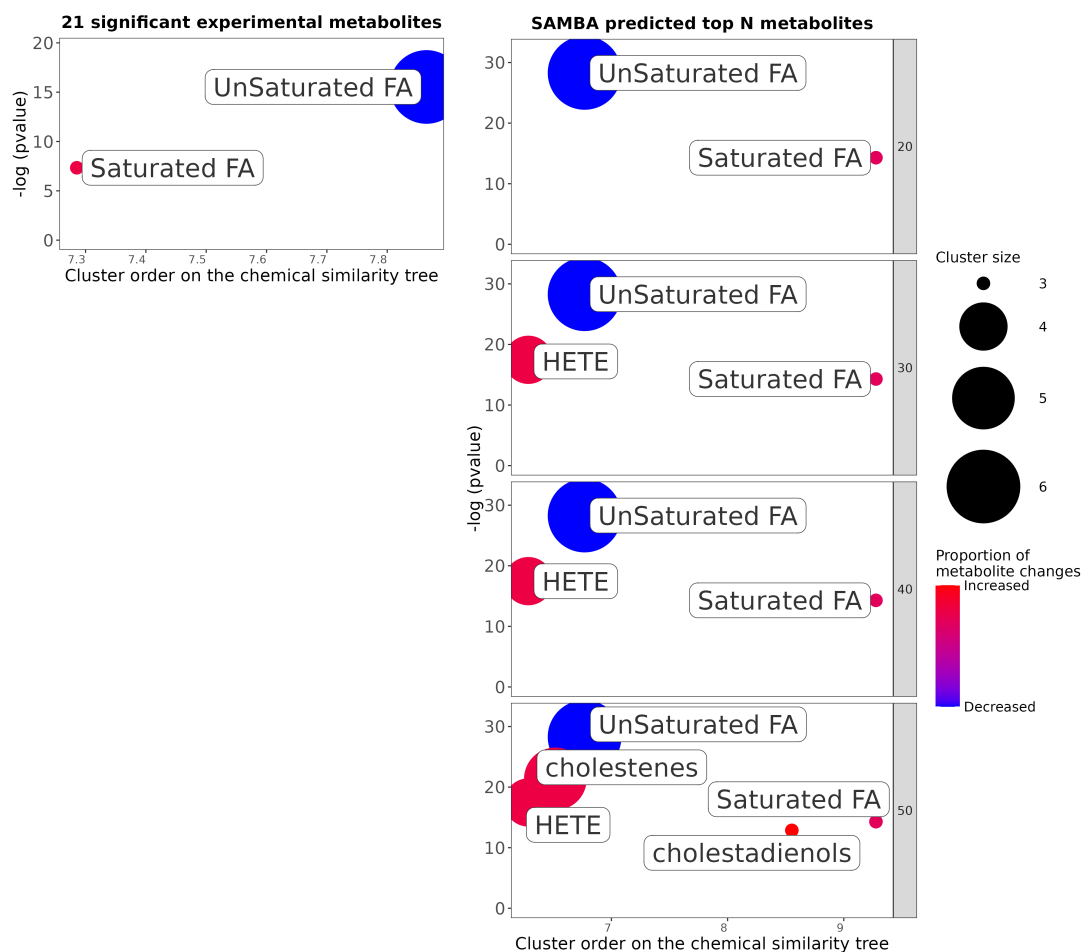 21 significant experimental metabolites
20
15
10
5
0
-log (pvalue)
UnSaturated FA
Saturated FA
7.3 7.4 7.5 7.6 7.7 7.8
Cluster order on the chemical similarity tree
SAMBA predicted top N metabolites
-log (pvalue)
30
20
10
0
UnSaturated FA
Saturated FA
20
30
20
10
0
UnSaturated FA
HETE
Saturated FA
30
30
20
10
0
UnSaturated FA
HETE
Saturated FA
40
30
20
10
0
UnSaturated FA
cholestenes
Saturated FA
HETE
cholestadienols
50
7 8 9
Cluster order on the chemical similarity tree
Cluster size
3
4
5
6
Proportion of
metabolite changes
Increased
Decreased